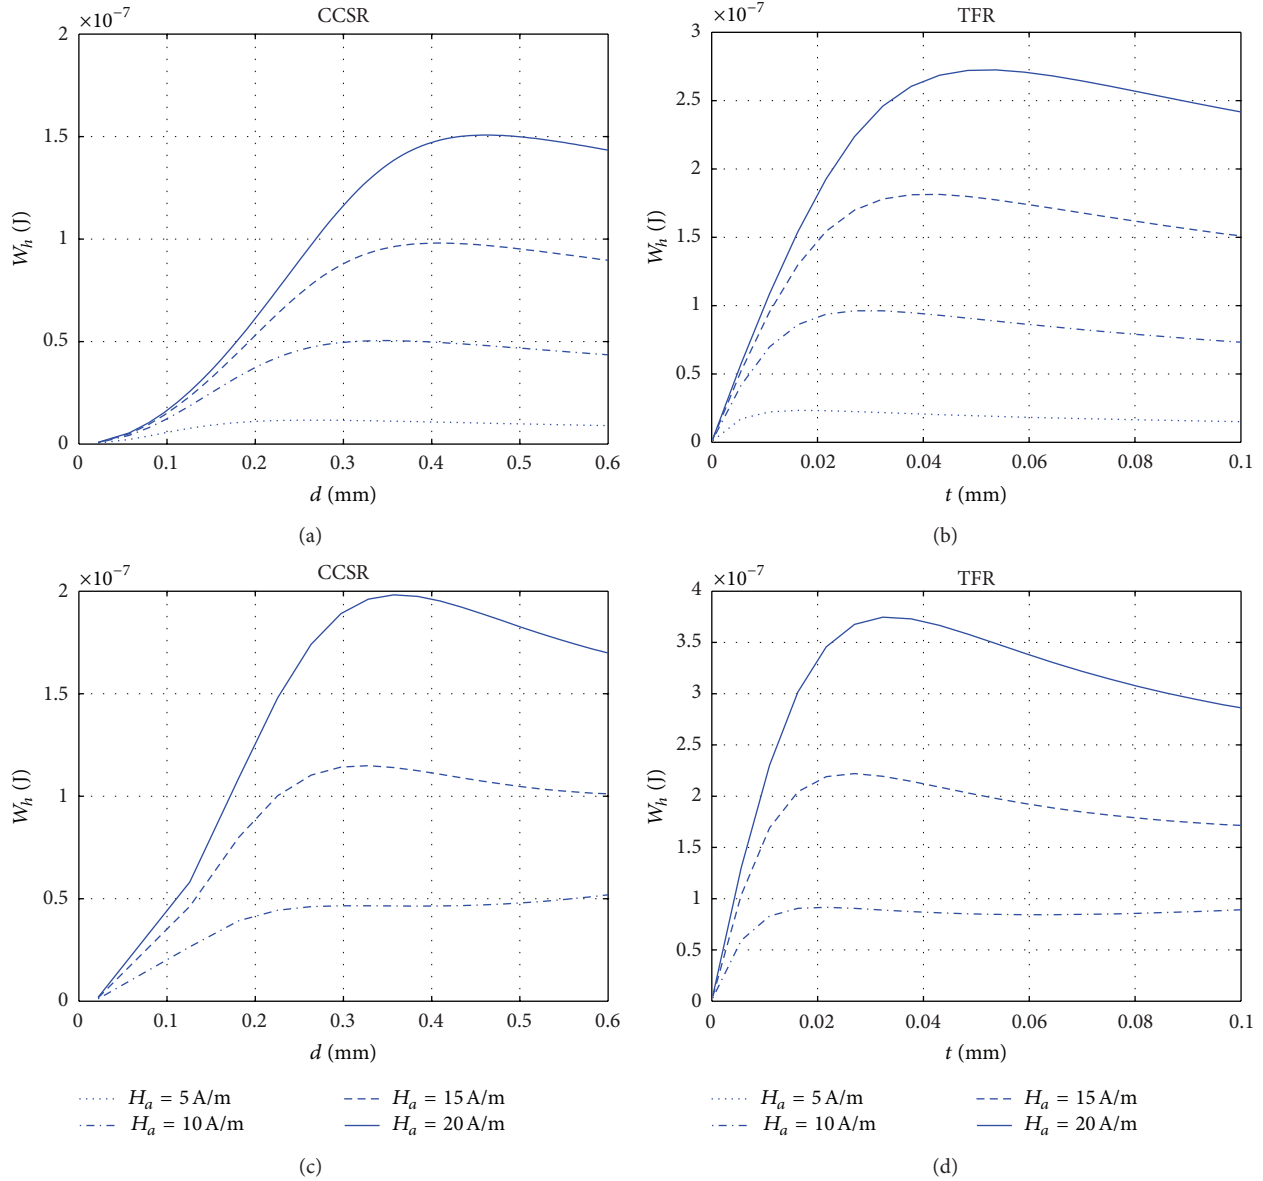 ×10⁻⁷ CCSR
2
1.5
1
0.5
0
W_h (J)
0 0.1 0.2 0.3 0.4 0.5 0.6
d (mm)
(a)
×10⁻⁷ TFR
3
2.5
2
1.5
1
0.5
0
W_h (J)
0 0.02 0.04 0.06 0.08 0.1
t (mm)
(b)
×10⁻⁷ CCSR
2
1.5
1
0.5
0
W_h (J)
0 0.1 0.2 0.3 0.4 0.5 0.6
d (mm)
H_a = 5 A/m H_a = 15 A/m
H_a = 10 A/m H_a = 20 A/m
(c)
×10⁻⁷ TFR
4
3.5
3
2.5
2
1.5
1
0.5
0
W_h (J)
0 0.02 0.04 0.06 0.08 0.1
t (mm)
H_a = 5 A/m H_a = 15 A/m
H_a = 10 A/m H_a = 20 A/m
(d)